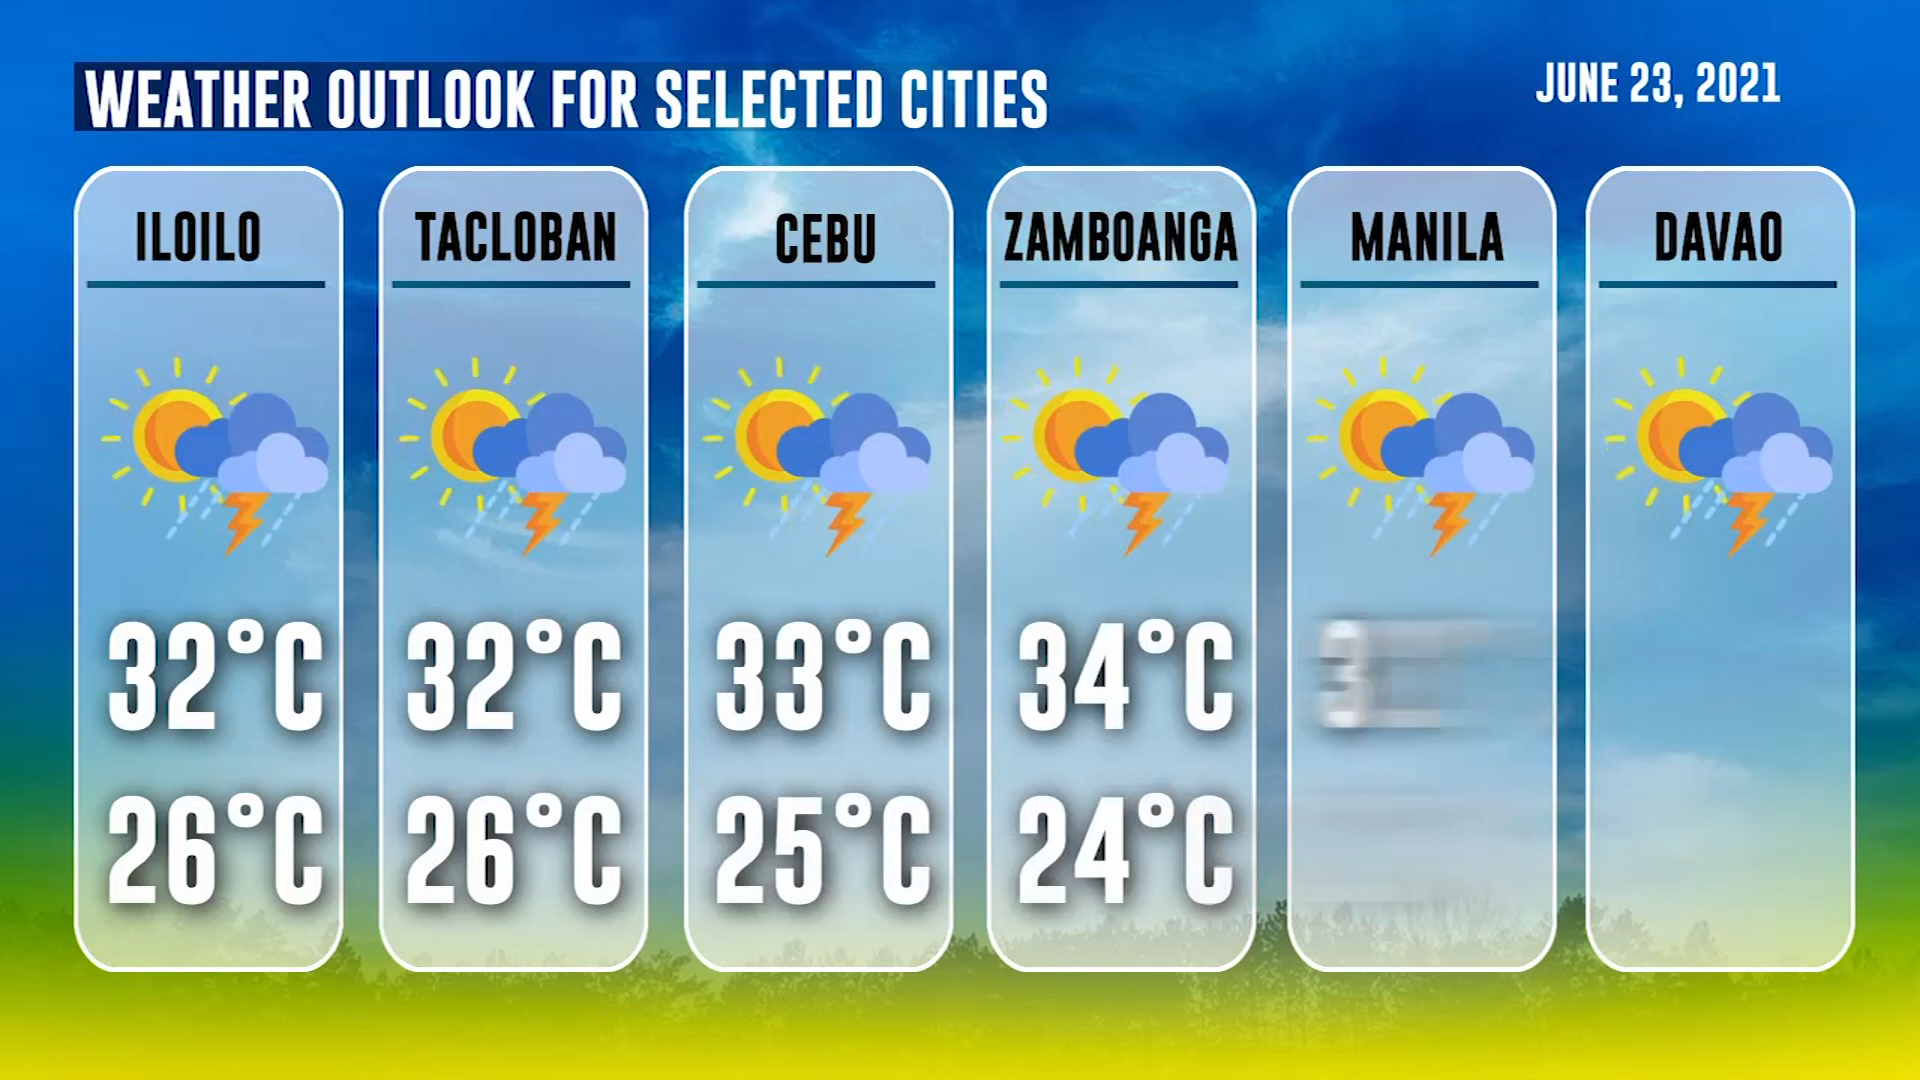 WEATHER OUTLOOK FOR SELECTED CITIES
JUNE 23, 2021
ILOILO
32°C
26°C
TACLOBAN
32°C
26°C
CEBU
33°C
25°C
ZAMBOANGA
34°C
24°C
MANILA
DAVAO